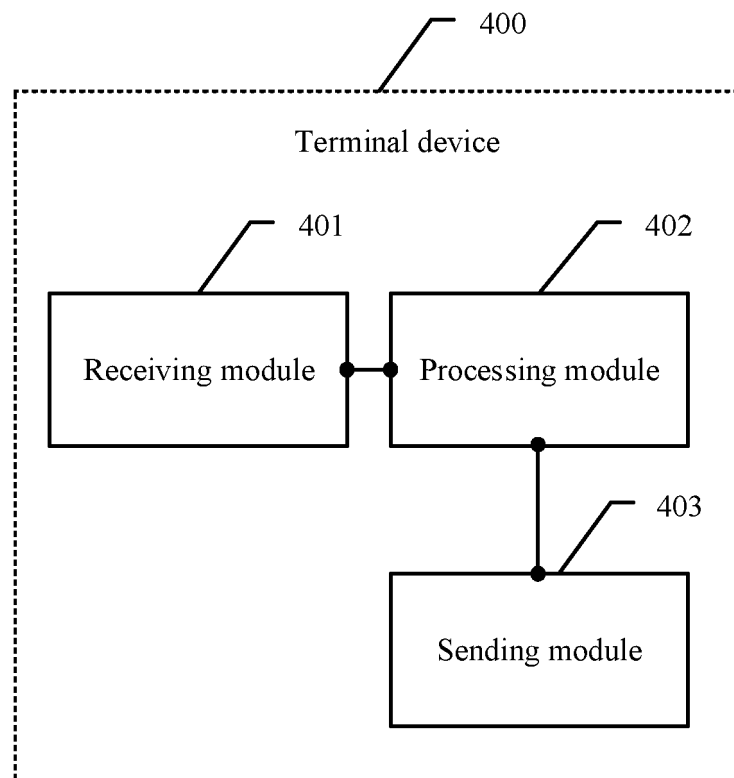 400
Terminal device
401
402
Receiving module
Processing module
403
Sending module